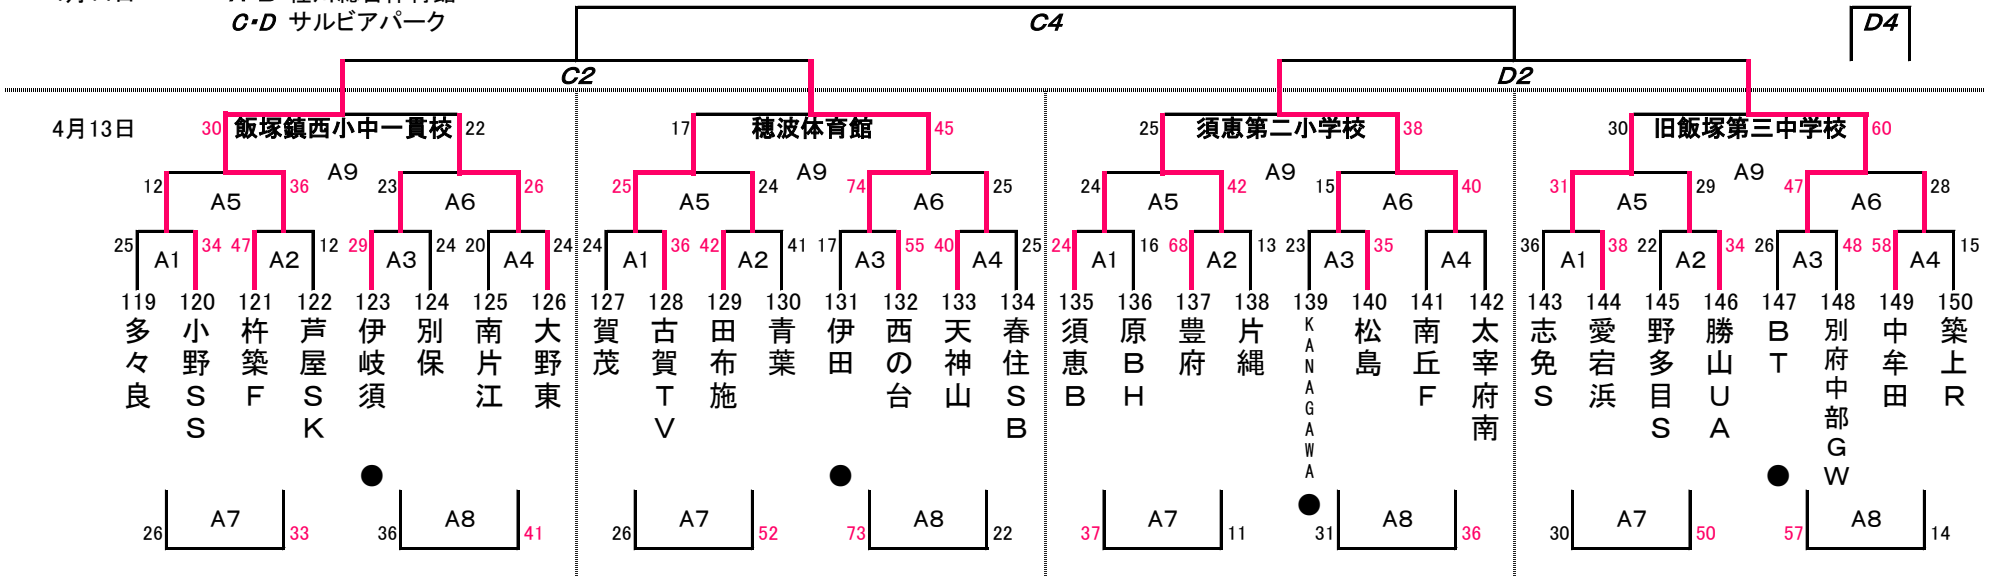 C・D サルビアパーク
C4
D4
C2
D2
4月13日
30 飯塚鎮西小中一貫校 22
17 穂波体育館 45
25 須恵第二小学校 38
30 旧飯塚第三中学校 60
A9 A9 A9 A9
12 A5 36 23 A6 26
25 A5 24 74 A6 25
24 A5 42 15 A6 40
31 A5 29 47 A6 28
25 A1 34 47 A2 12 29 A3 24 20 A4 24
24 A1 36 42 A2 41 17 A3 55 40 A4 25
24 A1 16 68 A2 13 23 A3 35 A4
36 A1 38 22 A2 34 26 A3 48 58 A4 15
119 多々良
120 小野SS
121 杵築F
122 芦屋SK
123 伊岐須
124 別保
125 南片江
126 大野東
127 賀茂
128 古賀TV
129 田布施
130 青葉
131 伊田
132 西の台
133 天神山
134 春住SB
135 須恵B
136 原BH
137 豊府
138 片縄
139 KANAGAWA
140 松島
141 南丘F
142 太宰府南
143 志免S
144 愛宕浜
145 野多目S
146 勝山UA
147 BT
148 別府中部GW
149 中牟田
150 築上R
26 A7 33 36 A8 41
26 A7 52 73 A8 22
37 A7 11 31 A8 36
30 A7 50 57 A8 14